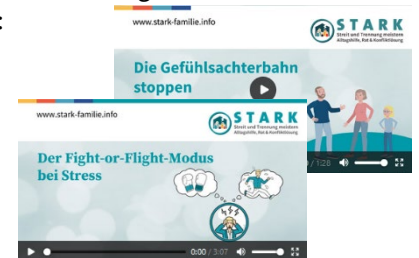 :
www.stark-familie.info
STARK
Streit und Trennung meistern
Alltagshilfe, Rat & Konfliktlösung
Die Gefühlsachterbahn
stoppen
/ 1:28
www.stark-familie.info
STARK
Streit und Trennung meistern
Alltagshilfe, Rat & Konfliktlösung
Der Fight-or-Flight-Modus
bei Stress
0:00 / 3:07